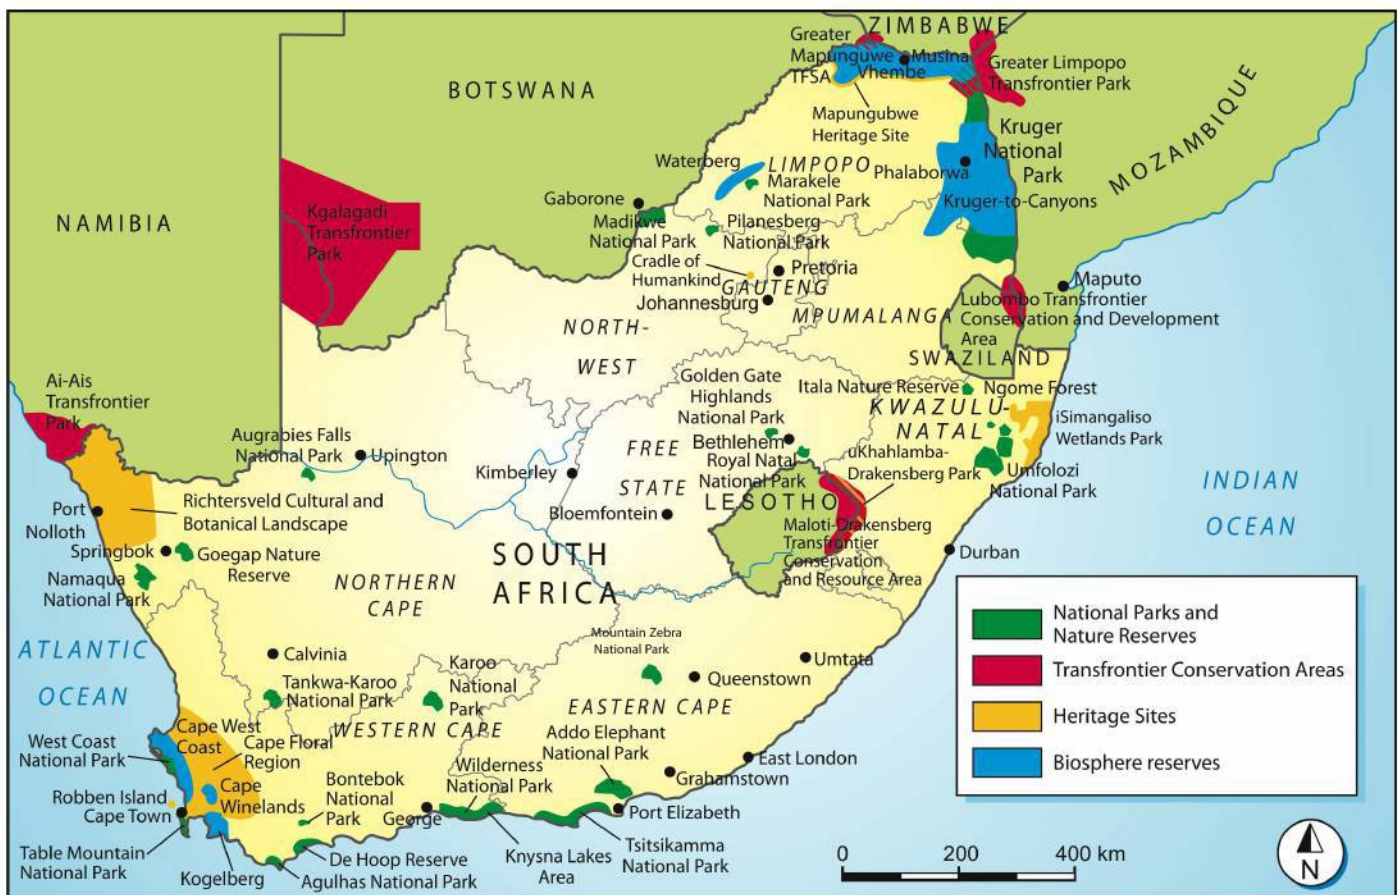 ZIMBABWE
Greater
Mapunguwe
TFSA
Musina
Vhembe
Greater Limpopo
Transfrontier Park
BOTSWANA
MOZAMBIQUE
Mapungubwe
Heritage Site
Kruger
National
Park
Waterberg
LIMPOPO
Phalaborwa
Marakele
National Park
Kruger-to-Canyons
NAMIBIA
Kgalagadi
Transfrontier
Park
Gaborone
Madikwe
National Park
Pilanesberg
National Park
Cradle of
Humankind
Pretoria
GAUTENG
Johannesburg
Maputo
Lubombo Transfrontier
Conservation and Development
Area
MPUMALANGA
NORTH-
WEST
SWAZILAND
Ai-Ais
Transfrontier
Park
Golden Gate
Highlands
National Park
Itala Nature Reserve
Ngome Forest
KWAZULU-
NATAL
iSimangaliso
Wetlands Park
Augrabies Falls
National Park
Upington
Kimberley
FREE
STATE
Bethlehem
Royal Natal
National Park
uKhahlamba-
Drakensberg Park
Umfolozi
National Park
INDIAN
OCEAN
Richtersveld Cultural and
Botanical Landscape
Port
Nolloth
Bloemfontein
LESOTHO
Maloti-Drakensberg
Transfrontier
Conservation
and Resource Area
Durban
Springbok
Goegap Nature
Reserve
Namaqua
National Park
SOUTH
AFRICA
NORTHERN
CAPE
ATLANTIC
OCEAN
Calvinia
Tankwa-Karoo
National Park
Karoo
National
Park
Mountain Zebra
National Park
Queenstown
Umtata
WESTERN CAPE
EASTERN CAPE
Cape West
Coast
West Coast
National Park
Cape Floral
Region
Addo Elephant
National Park
East London
Grahamstown
Wilderness
National Park
Bontebok
National
Park
Cape
Winelands
Robben Island
Cape Town
George
Port Elizabeth
Table Mountain
National Park
Kogelberg
De Hoop Reserve
Agulhas National Park
Knysna Lakes
Area
Tsitsikamma
National Park
National Parks and
Nature Reserves
Transfrontier Conservation Areas
Heritage Sites
Biosphere reserves
0 200 400 km
N